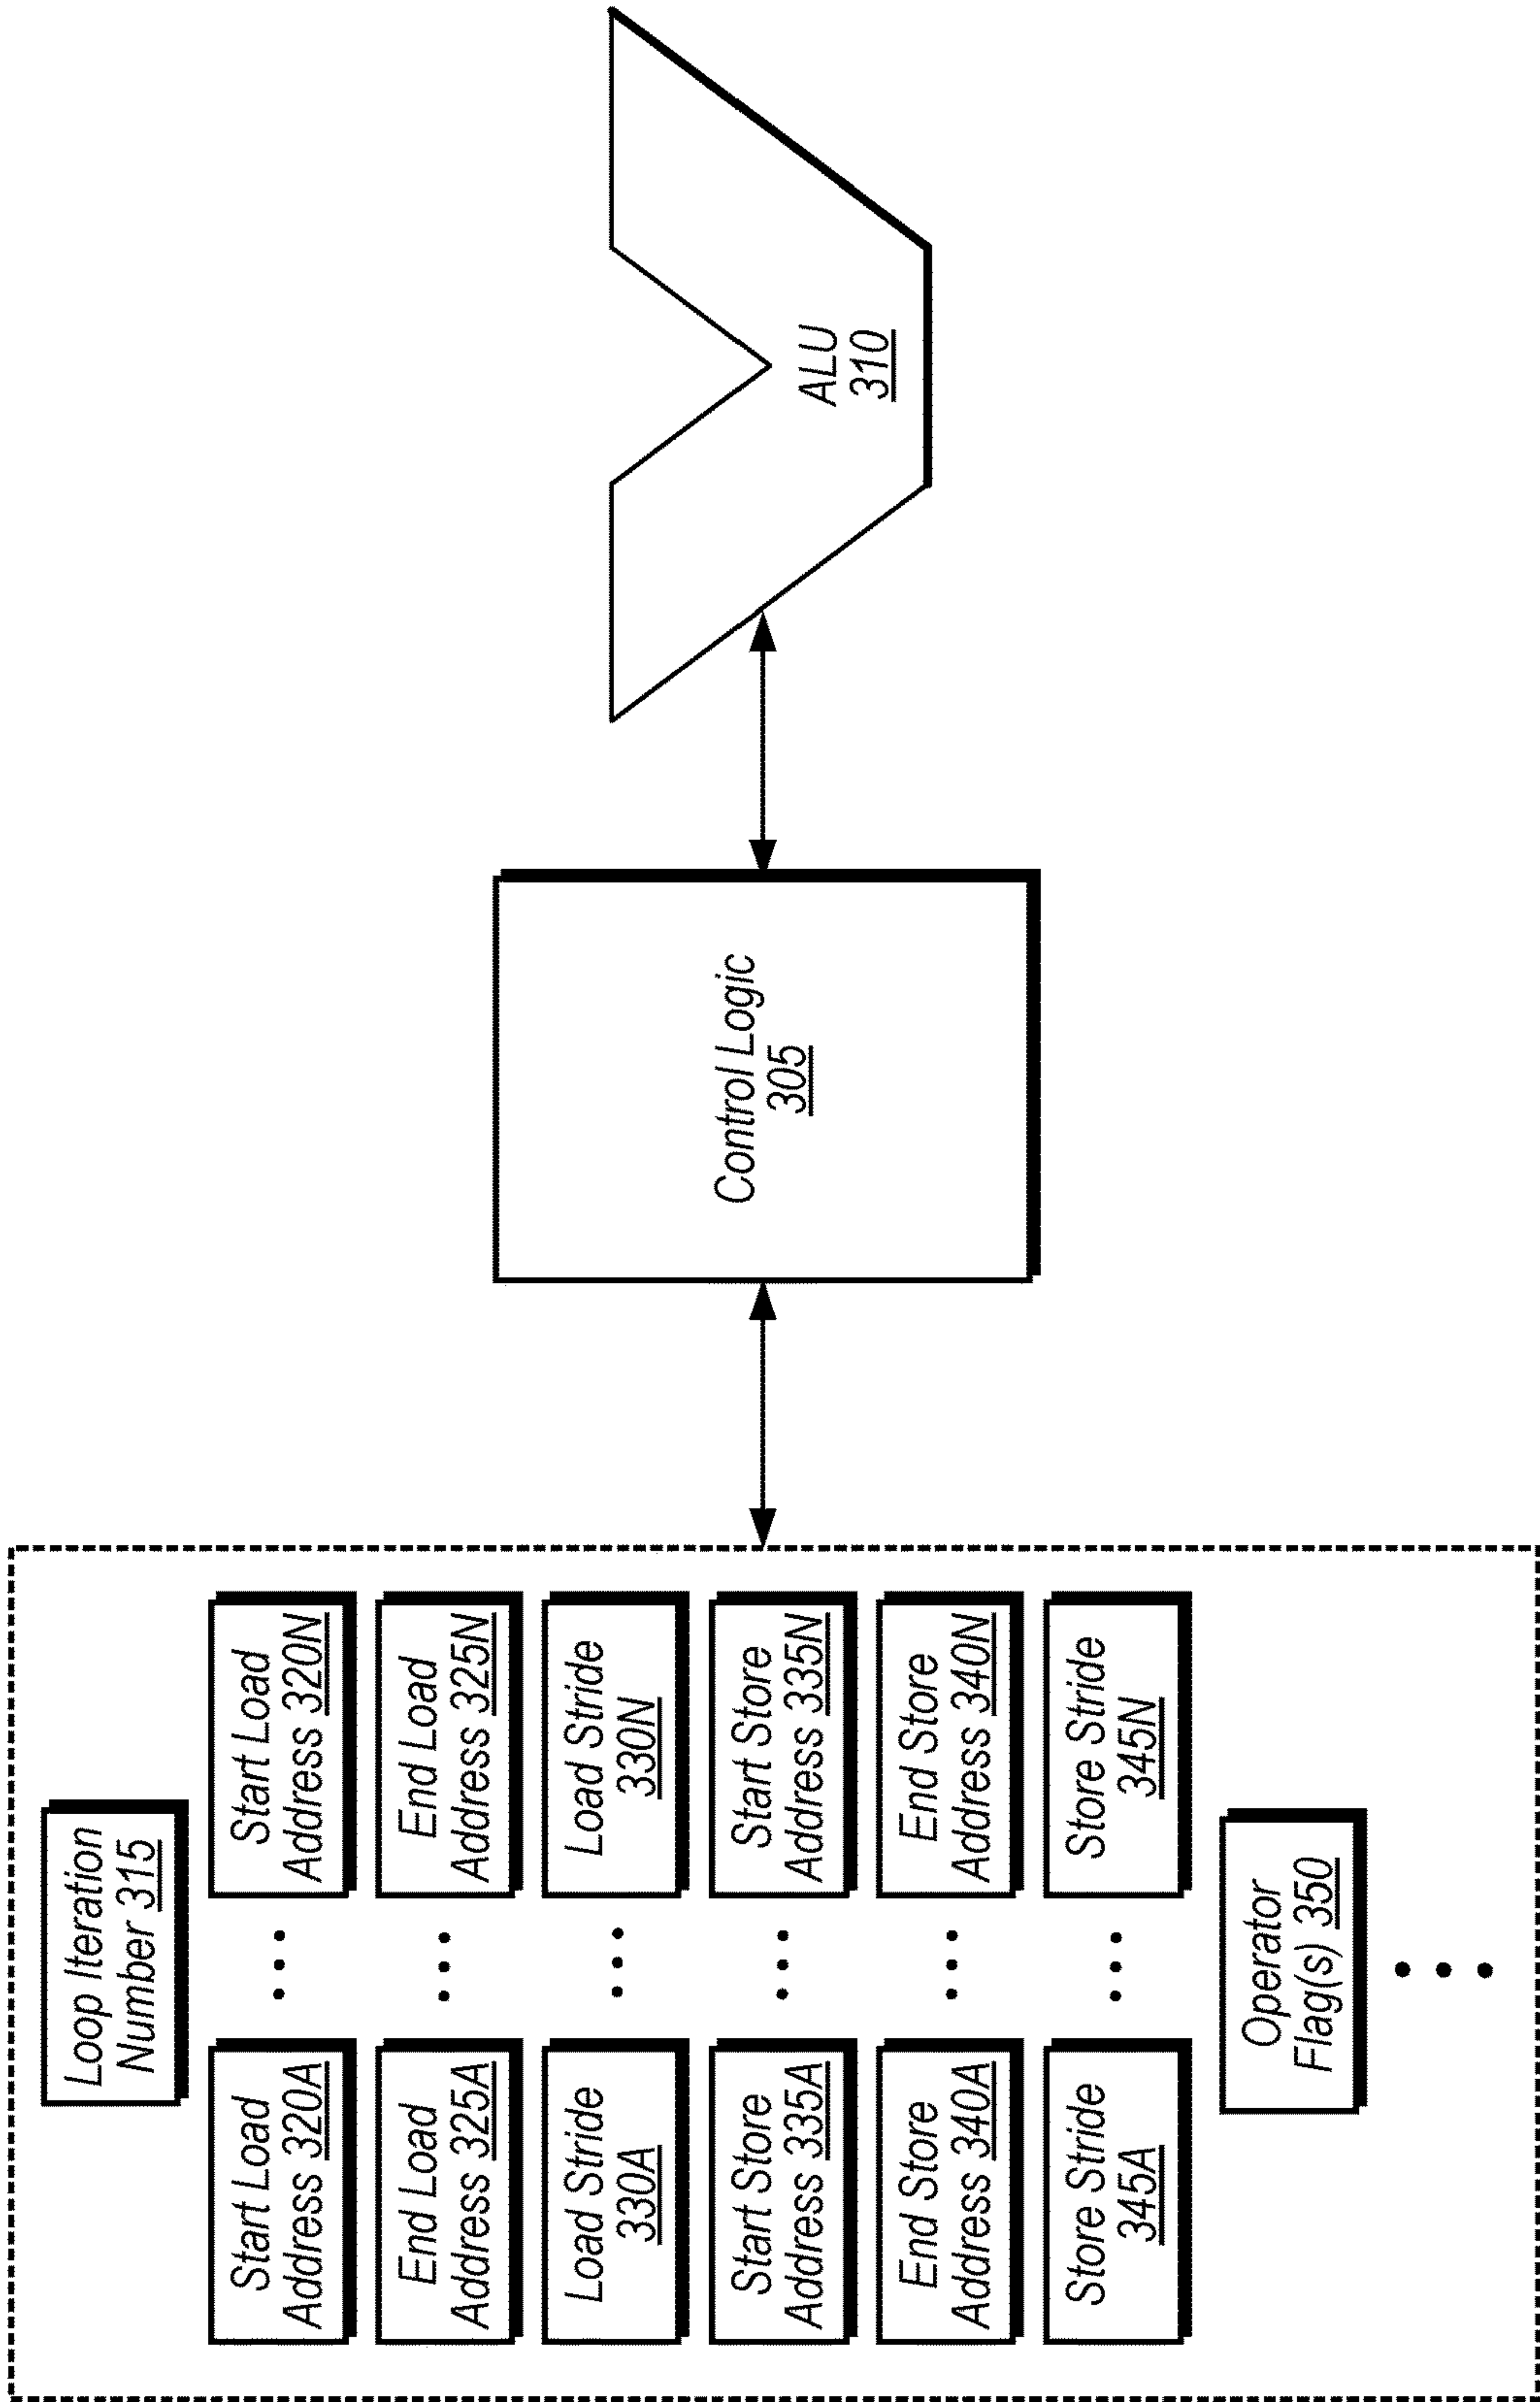 Loop Iteration
Number 315
Start Load
Address 320A
Start Load
Address 320N
End Load
Address 325A
End Load
Address 325N
Load Stride
330A
Load Stride
330N
Start Store
Address 335A
Start Store
Address 335N
End Store
Address 340A
End Store
Address 340N
Store Stride
345A
Store Stride
345N
Operator
Flag(s) 350
Control Logic
305
ALU
310